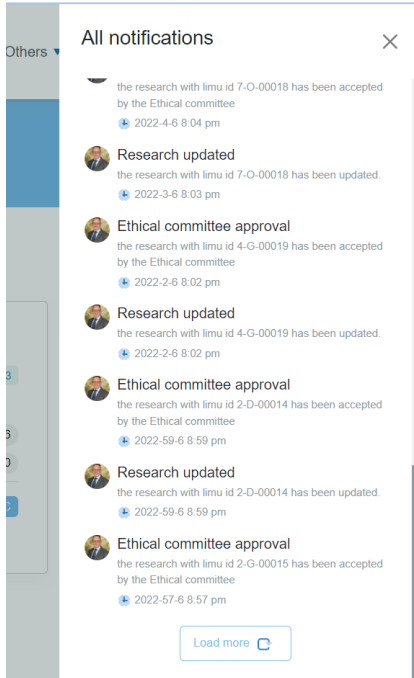 All notifications
Others
the research with limu id 7-O-00018 has been accepted
by the Ethical committee
2022-4-6 8:04 pm
Research updated
the research with limu id 7-O-00018 has been updated.
2022-3-6 8:03 pm
Ethical committee approval
the research with limu id 4-G-00019 has been accepted
by the Ethical committee
2022-2-6 8:02 pm
Research updated
the research with limu id 4-G-00019 has been updated.
2022-2-6 8:02 pm
Ethical committee approval
the research with limu id 2-D-00014 has been accepted
by the Ethical committee
2022-59-6 8:59 pm
Research updated
the research with limu id 2-D-00014 has been updated.
2022-59-6 8:59 pm
Ethical committee approval
the research with limu id 2-G-00015 has been accepted
by the Ethical committee
2022-57-6 8:57 pm
Load more